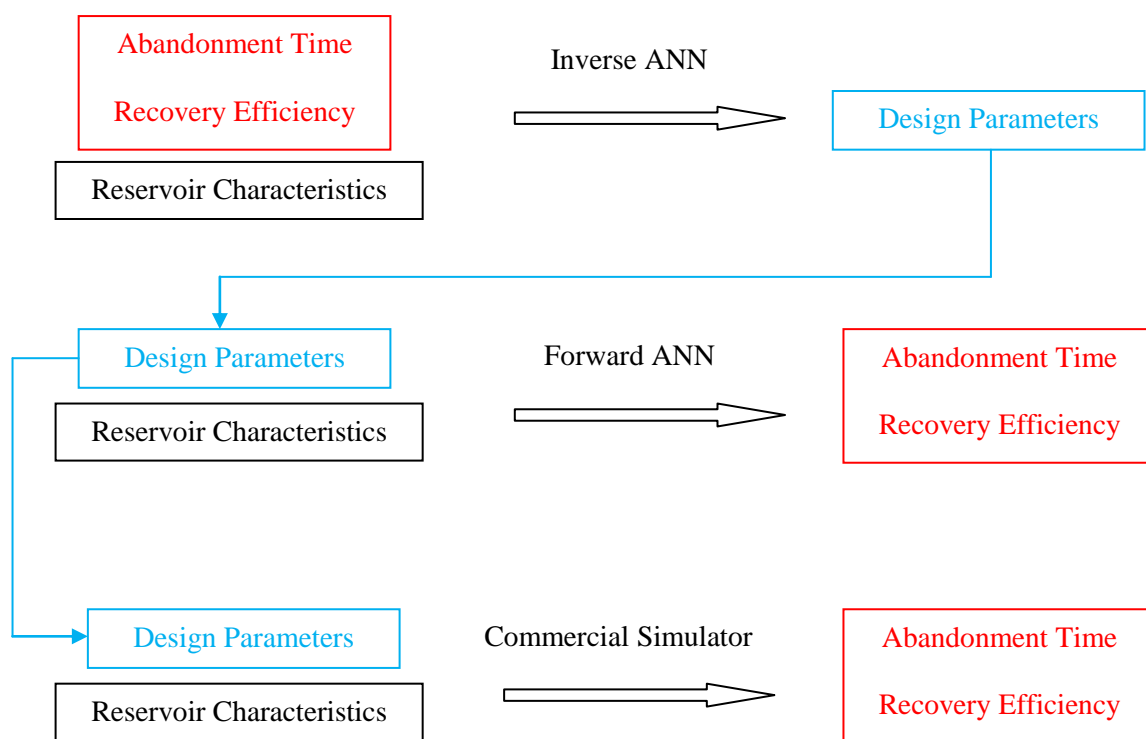 Abandonment Time
Recovery Efficiency
Reservoir Characteristics
Inverse ANN
Design Parameters
Design Parameters
Reservoir Characteristics
Forward ANN
Abandonment Time
Recovery Efficiency
Design Parameters
Reservoir Characteristics
Commercial Simulator
Abandonment Time
Recovery Efficiency